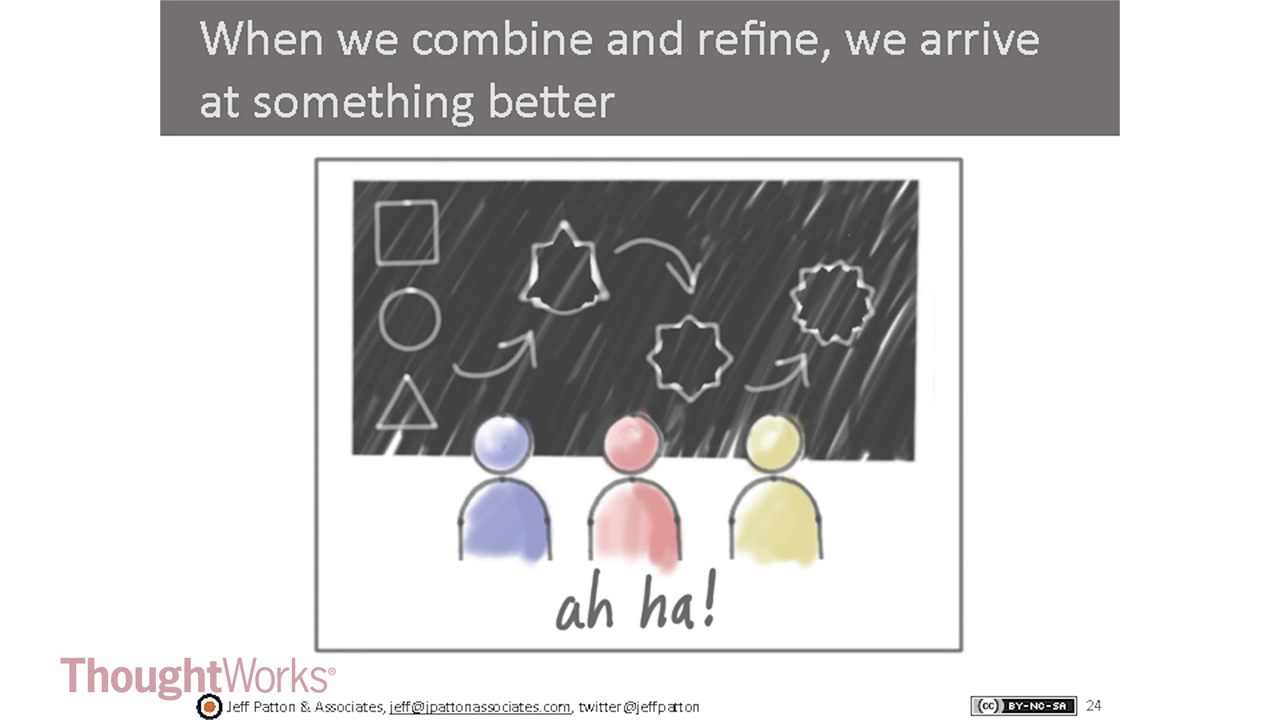 When we combine and refine, we arrive
at something better
ah ha!
ThoughtWorks®
Jeff Patton & Associates, jeff@jpattonassociates.com, twitter@jeffpatton
(cc) BY-NC-SA
24